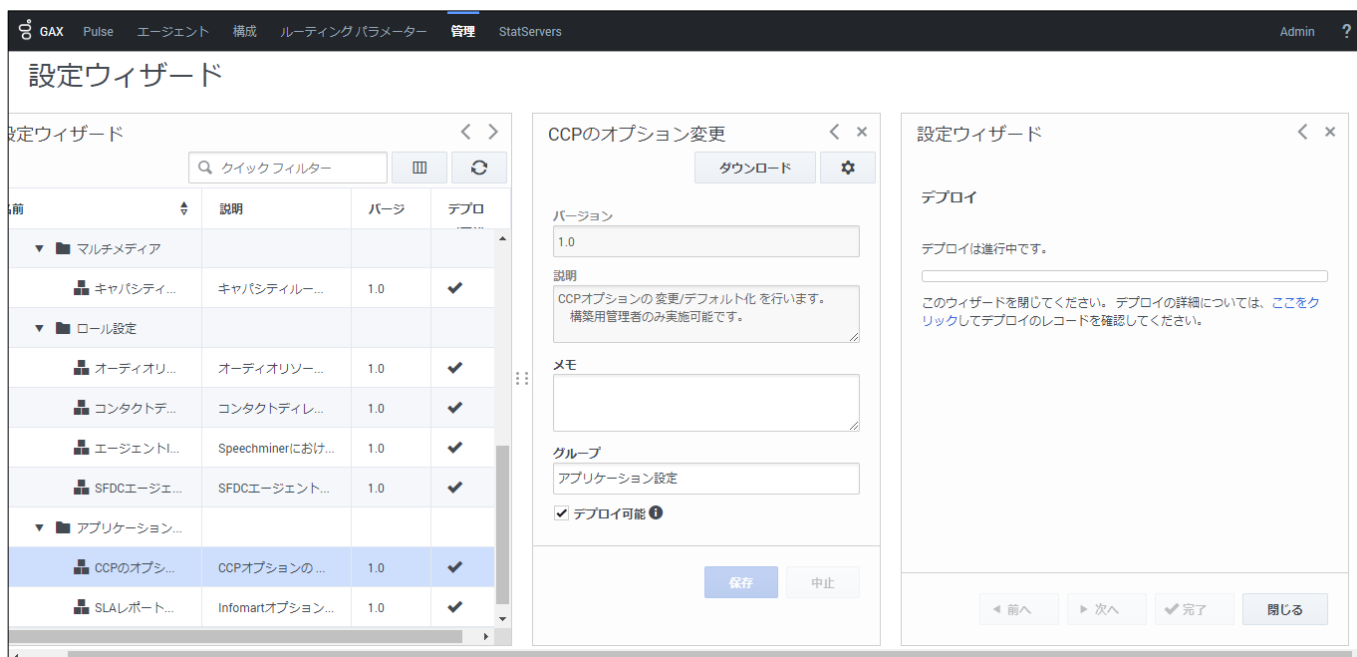 GAX Pulse エージェント 構成 ルーティング パラメーター 管理 StatServers Admin ?
設定ウィザード
設定ウィザード
クイック フィルター
名前 説明 バージ デプロ
マルチメディア
キャパシティ... キャパシティルー... 1.0
ロール設定
オーディオリ... オーディオリソー... 1.0
コンタクトデ... コンタクトディレ... 1.0
エージェントI... Speechminerにおけ... 1.0
SFDCエージェ... SFDCエージェント... 1.0
アプリケーション...
CCPのオプシ... CCPオプションの ... 1.0
SLAレポート... Infomartオプション... 1.0
CCPのオプション変更
ダウンロード
バージョン
1.0
説明
CCPオプションの 変更/デフォルト化 を行います。
構築用管理者のみ実施可能です。
メモ
グループ
アプリケーション設定
デプロイ可能
保存 中止
設定ウィザード
デプロイ
デプロイは進行中です。
このウィザードを閉じてください。 デプロイの詳細については、ここをク
リックしてデプロイのレコードを確認してください。
前へ 次へ 完了 閉じる